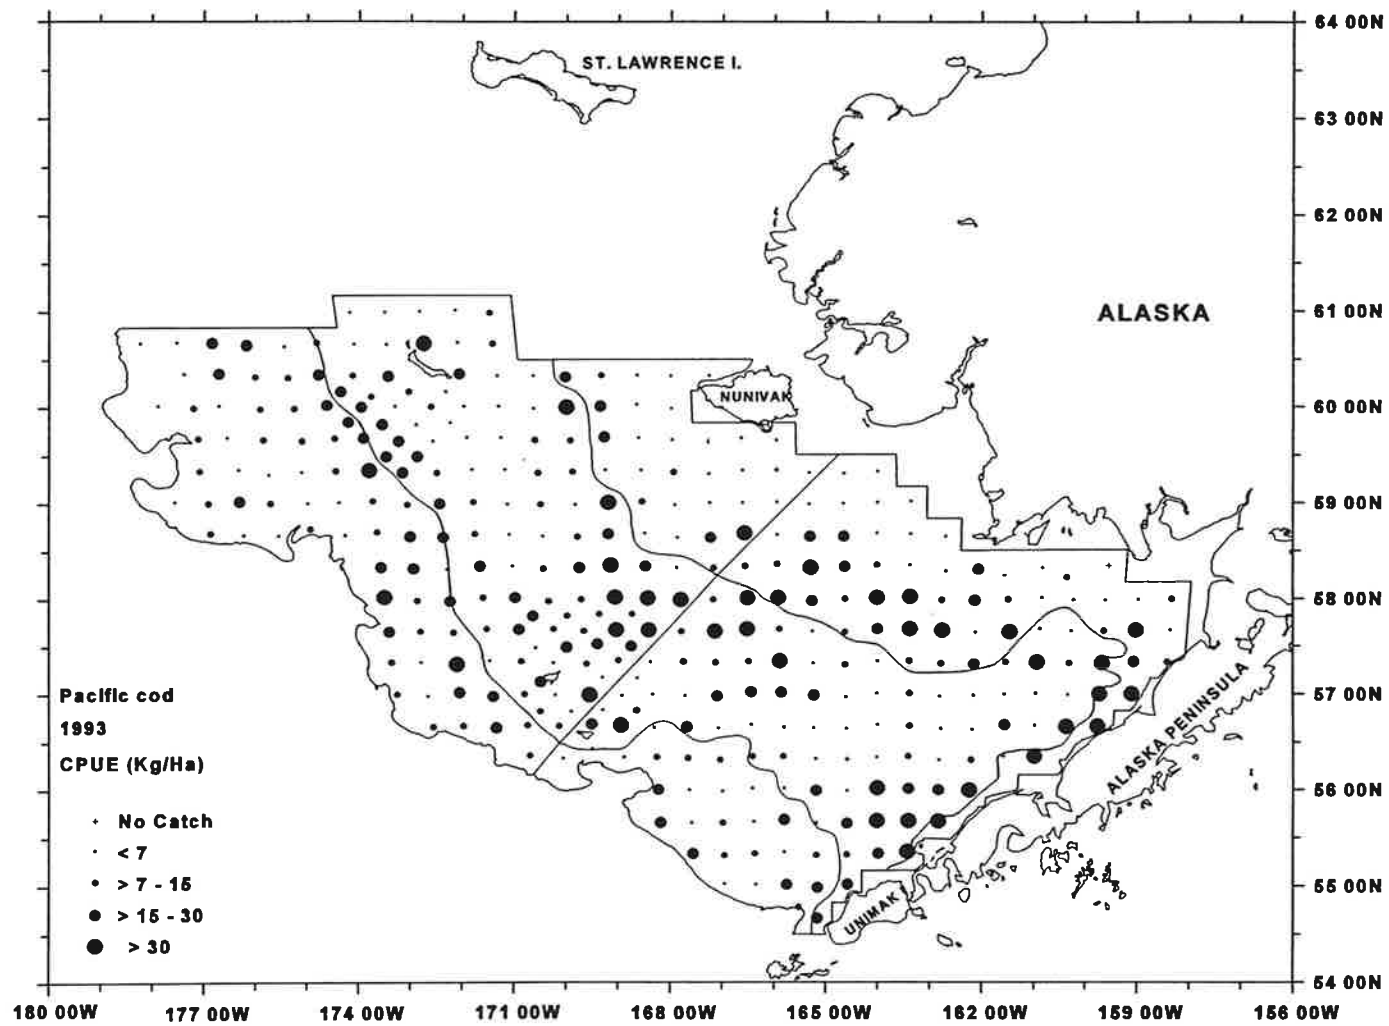 64 00N
ST. LAWRENCE I.
63 00N
62 00N
ALASKA
61 00N
NUNIVAK
60 00N
59 00N
58 00N
Pacific cod
1993
CPUE (Kg/Ha)
57 00N
ALASKA PENINSULA
56 00N
+ No Catch
< 7
> 7 - 15
> 15 - 30
> 30
55 00N
UNIMAK
54 00N
180 00W 177 00W 174 00W 171 00W 168 00W 165 00W 162 00W 159 00W 156 00W